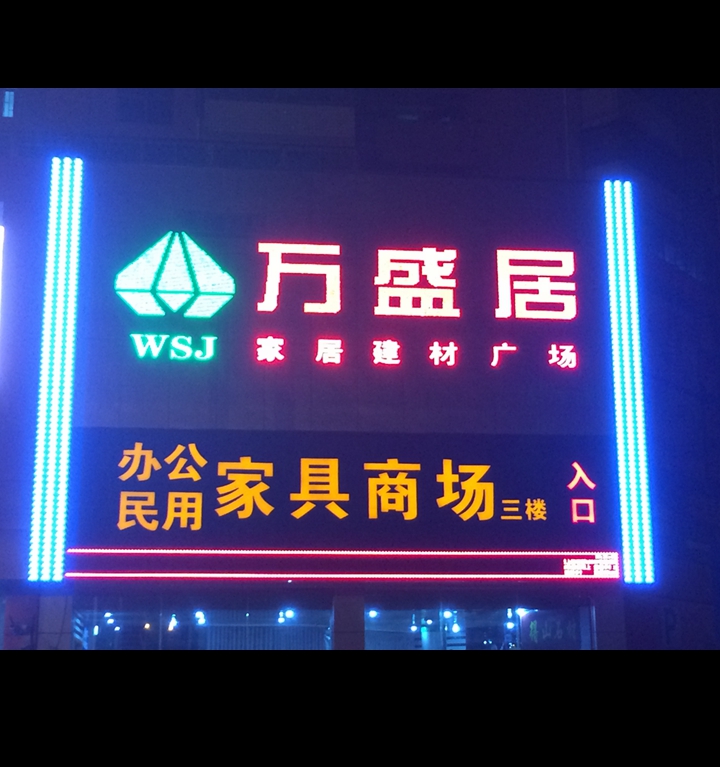 万盛居
WSJ
家居建材广场
办公
民用
家具商场三楼
入口